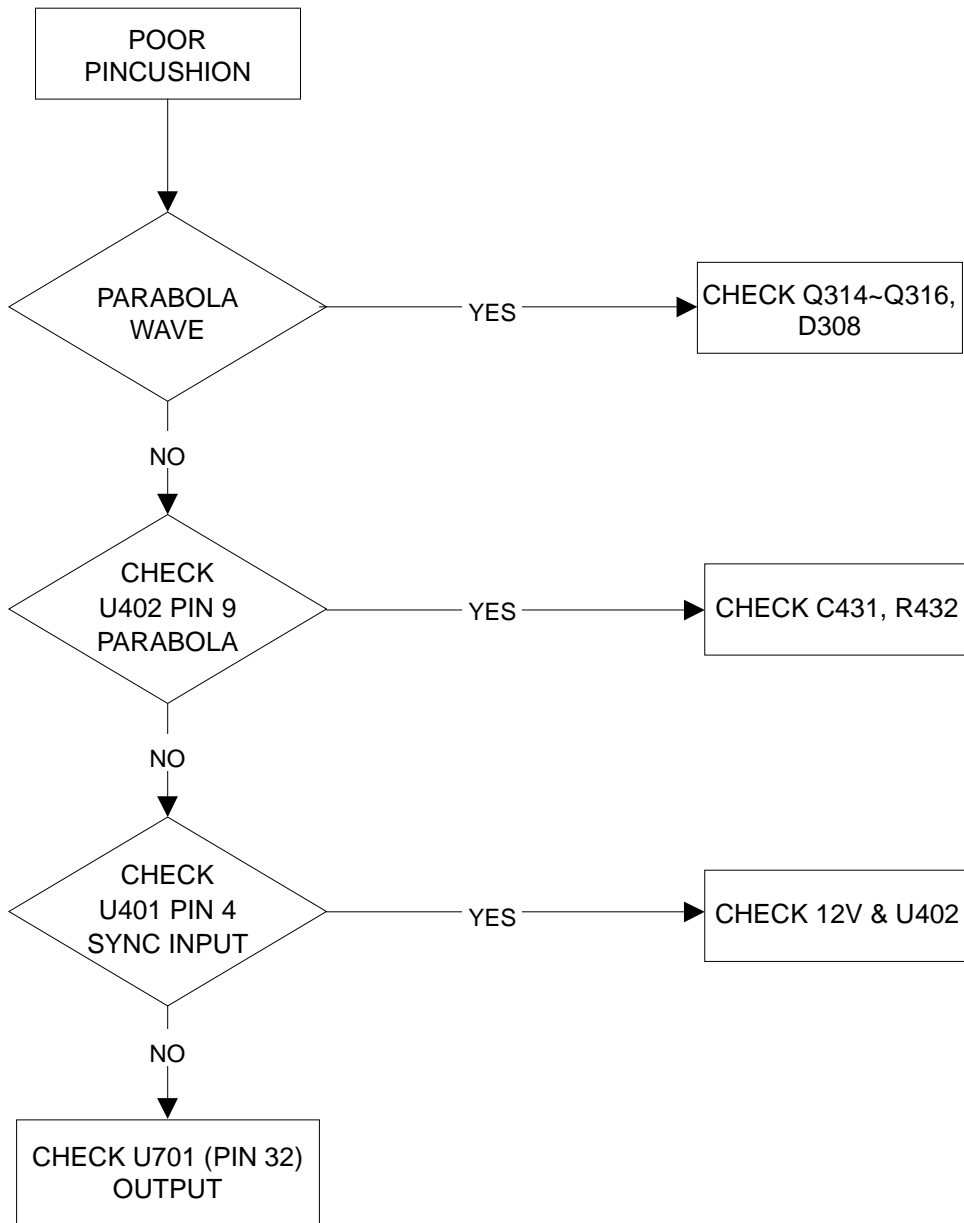 POOR
PINCUSHION
PARABOLA
WAVE
YES
CHECK Q314~Q316,
D308
NO
CHECK
U402 PIN 9
PARABOLA
YES
CHECK C431, R432
NO
CHECK
U401 PIN 4
SYNC INPUT
YES
CHECK 12V & U402
NO
CHECK U701 (PIN 32)
OUTPUT